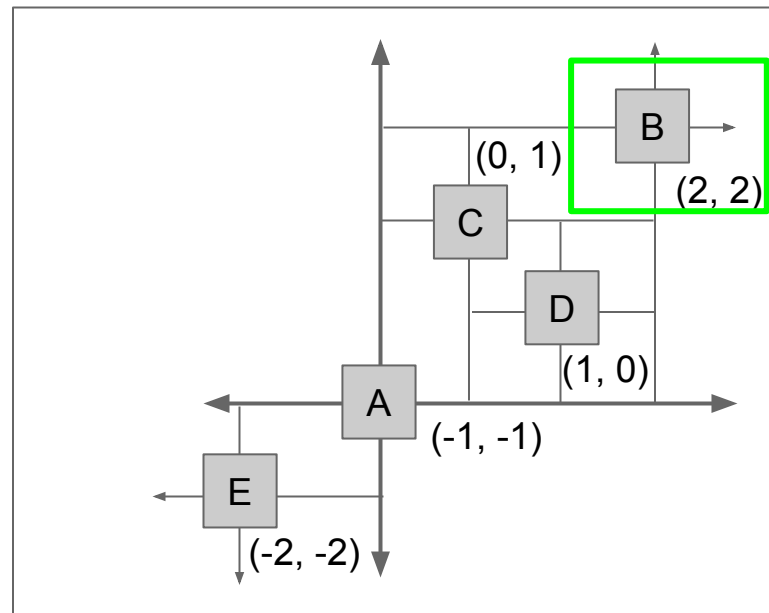 B
(0, 1)
(2, 2)
C
D
(1, 0)
A
(-1, -1)
E
(-2, -2)